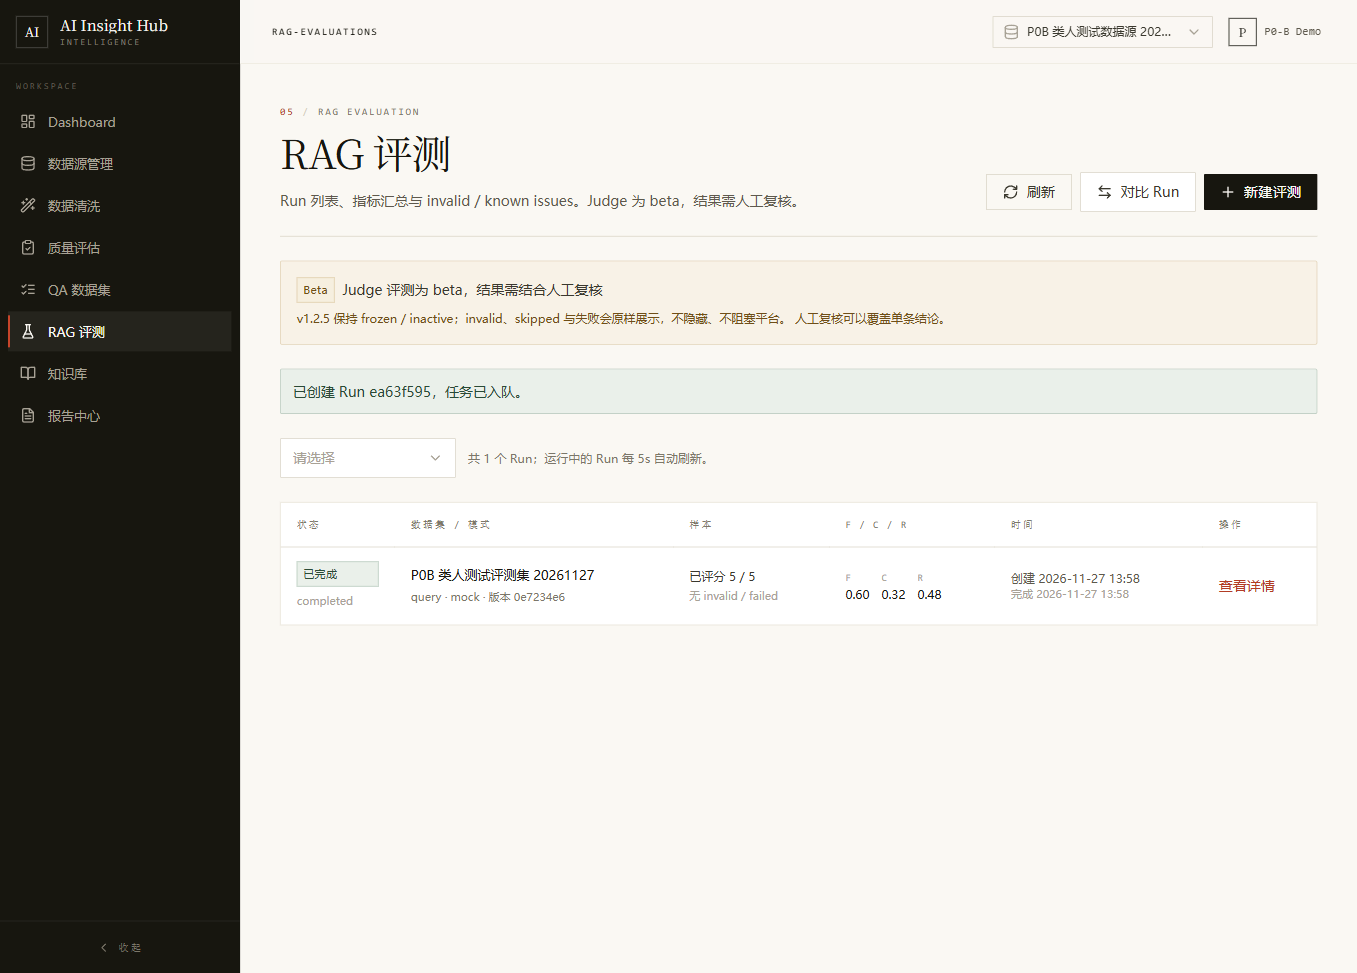 AI
AI Insight Hub
INTELLIGENCE
WORKSPACE
Dashboard
数据源管理
数据清洗
质量评估
QA 数据集
RAG 评测
知识库
报告中心
收起
RAG-EVALUATIONS
P0B 类人测试数据源 202...
P
P0-B Demo
05 / RAG EVALUATION
RAG 评测
Run 列表、指标汇总与 invalid / known issues。Judge 为 beta，结果需人工复核。
刷新
对比 Run
新建评测
Beta Judge 评测为 beta，结果需结合人工复核
v1.2.5 保持 frozen / inactive；invalid、skipped 与失败会原样展示，不隐藏、不阻塞平台。 人工复核可以覆盖单条结论。
已创建 Run ea63f595，任务已入队。
请选择
共 1 个 Run；运行中的 Run 每 5s 自动刷新。
状态 数据集 / 模式 样本 F / C / R 时间 操作
已完成
completed
P0B 类人测试评测集 20261127
query · mock · 版本 0e7234e6
已评分 5 / 5
无 invalid / failed
F C R
0.60 0.32 0.48
创建 2026-11-27 13:58
完成 2026-11-27 13:58
查看详情